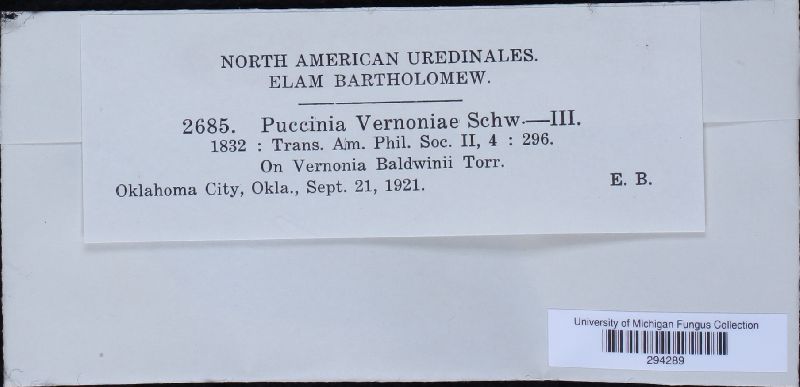 NORTH AMERICAN UREDINALES.
ELAM BARTHOLOMEW.
2685. Puccinia Vernoniae Schw.—III.
1832 : Trans. Am. Phil. Soc. II, 4 : 296.
On Vernonia Baldwinii Torr.
Oklahoma City, Okla., Sept. 21, 1921. E. B.
University of Michigan Fungus Collection
294289